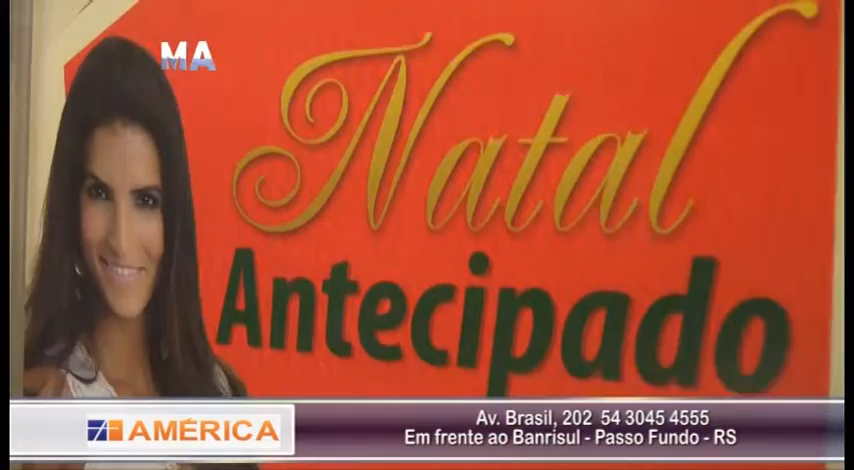 MA
Natal
Antecipado
AMÉRICA
Av. Brasil, 202 54 3045 4555
Em frente ao Banrisul - Passo Fundo - RS